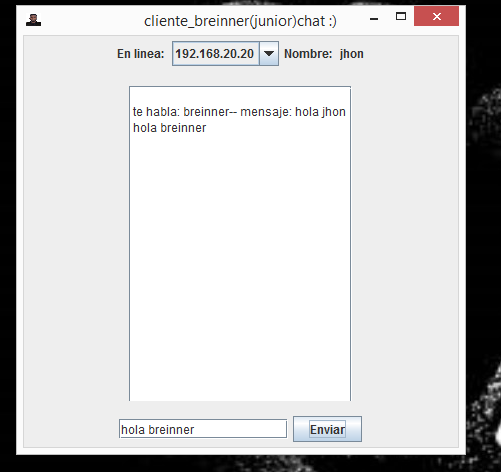 cliente_breinner(junior)chat :)
En linea: 192.168.20.20 Nombre: jhon
te habla: breinner-- mensaje: hola jhon
hola breinner
hola breinner Enviar